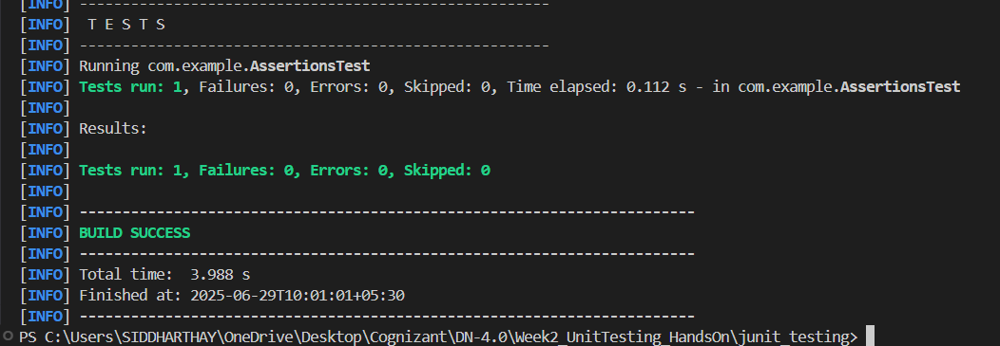 [INFO] -------------------------------------------------------
[INFO]  T E S T S
[INFO] -------------------------------------------------------
[INFO] Running com.example.AssertionsTest
[INFO] Tests run: 1, Failures: 0, Errors: 0, Skipped: 0, Time elapsed: 0.112 s - in com.example.AssertionsTest
[INFO]
[INFO] Results:
[INFO]
[INFO] Tests run: 1, Failures: 0, Errors: 0, Skipped: 0
[INFO]
[INFO] ------------------------------------------------------------------------
[INFO] BUILD SUCCESS
[INFO] ------------------------------------------------------------------------
[INFO] Total time:  3.988 s
[INFO] Finished at: 2025-06-29T10:01:01+05:30
[INFO] ------------------------------------------------------------------------
PS C:\Users\SIDDHARTHAY\OneDrive\Desktop\Cognizant\DN-4.0\Week2_UnitTesting_HandsOn\junit_testing>